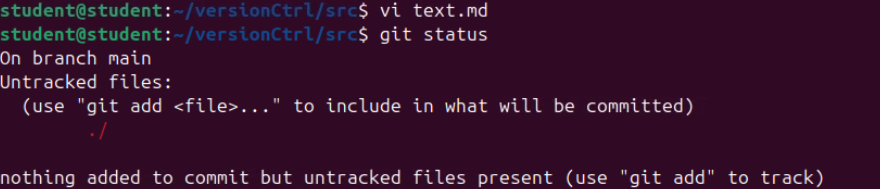 student@student:~/versionCtrl/src$ vi text.md
student@student:~/versionCtrl/src$ git status
On branch main
Untracked files:
  (use "git add <file>..." to include in what will be committed)
        ./

nothing added to commit but untracked files present (use "git add" to track)